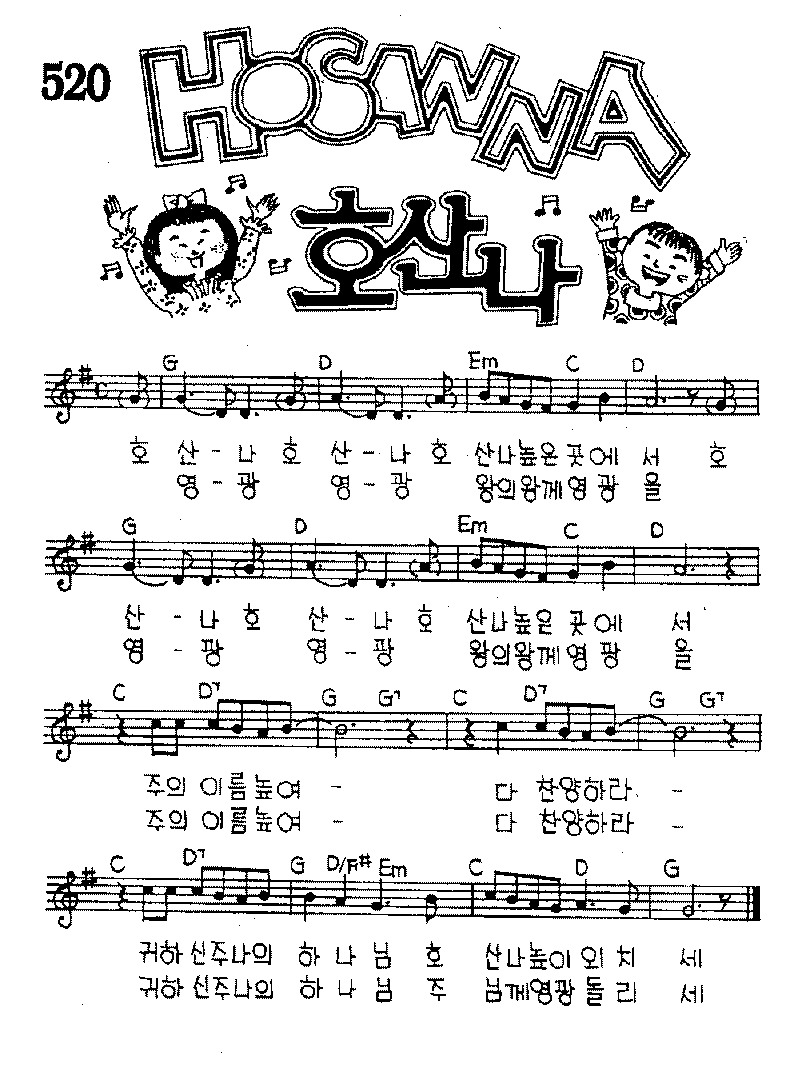 520
HOSANNA
호산나
G D Em C D
호 산 - 나 호 산 - 나 호 산나높은 곳에 서 호
영 - 광 영 - 광 왕의왕께 영 광 을
G D Em C D
산 - 나 호 산 - 나 호 산나높은 곳에 서
영 - 광 영 - 광 왕의왕께 영 광 을
C D7 G G7 C D7 G G7
주의 이름높여 - 다 찬양하라 -
주의 이름높여 - 다 찬양하라 -
C D7 G D/F# Em C D G
귀하 신주나의 하 나 님 호 산나높이 외 치 세
귀하 신주나의 하 나 님 주 님께영광 돌 리 세